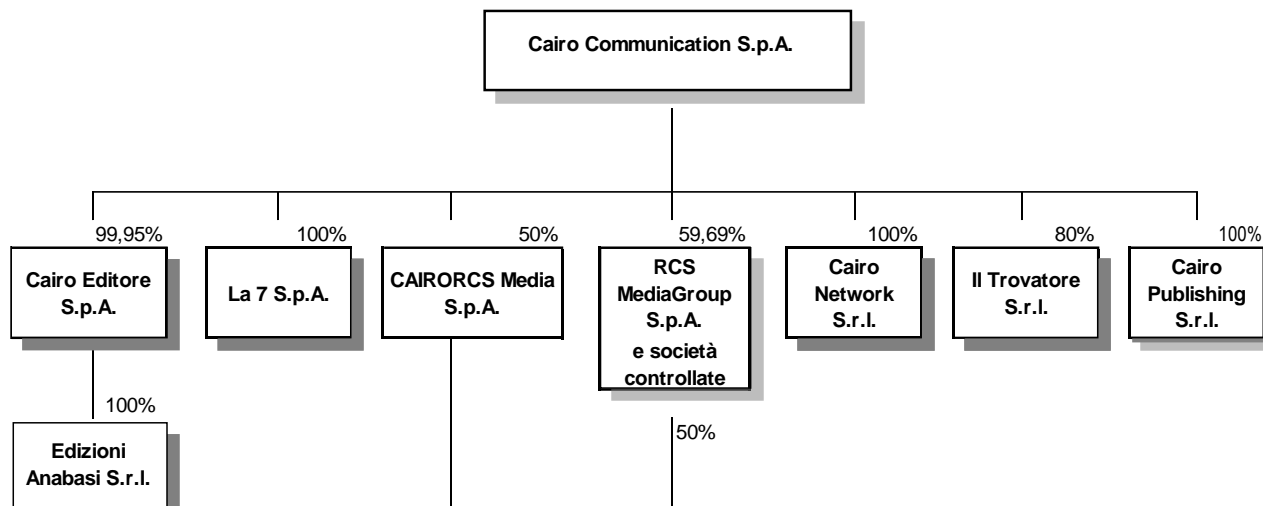 Cairo Communication S.p.A.
99,95%
100%
50%
59,69%
100%
80%
100%
Cairo Editore
S.p.A.
La 7 S.p.A.
CAIRORCS Media
S.p.A.
RCS
MediaGroup
S.p.A.
e società
controllate
Cairo
Network
S.r.l.
Il Trovatore
S.r.l.
Cairo
Publishing
S.r.l.
100%
50%
Edizioni
Anabasi S.r.l.